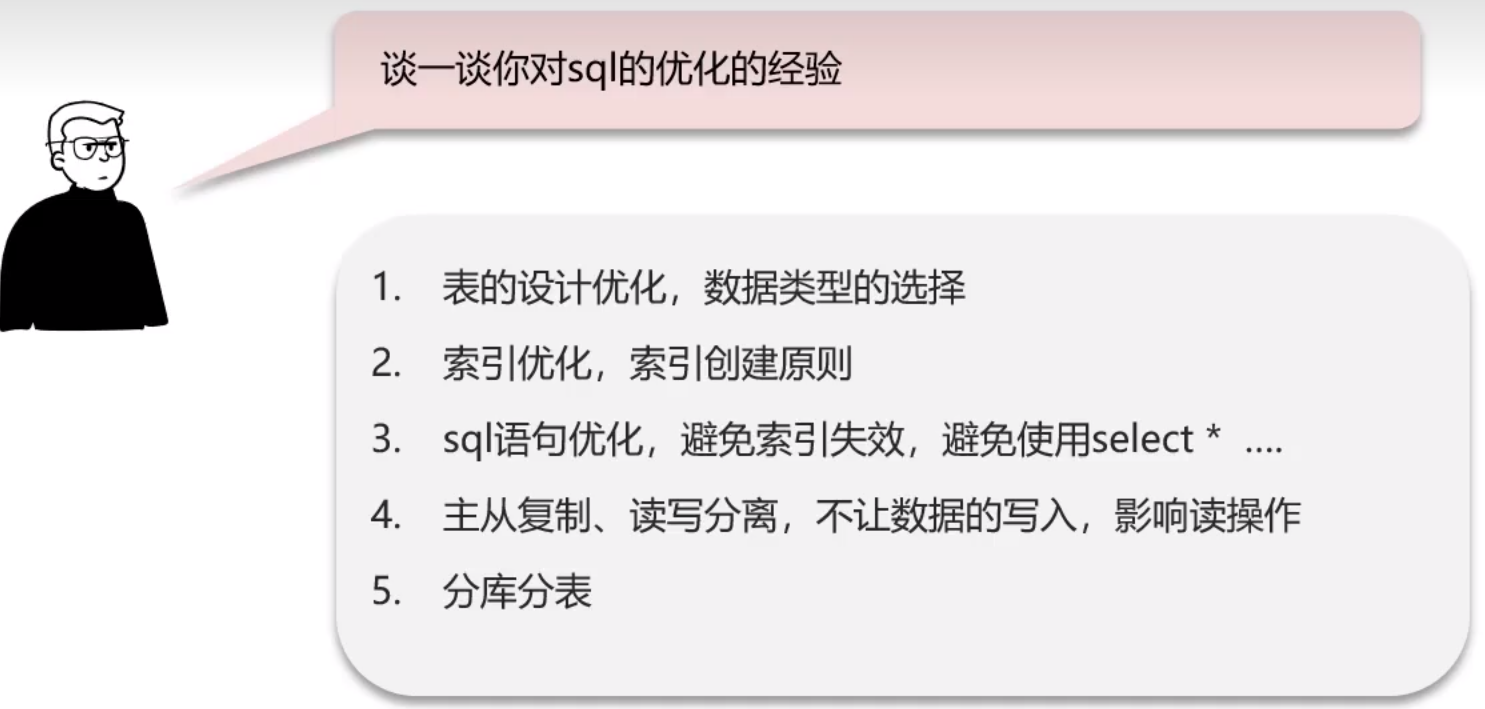 谈一谈你对sql的优化的经验
1. 表的设计优化，数据类型的选择
2. 索引优化，索引创建原则
3. sql语句优化，避免索引失效，避免使用select * ....
4. 主从复制、读写分离，不让数据的写入，影响读操作
5. 分库分表